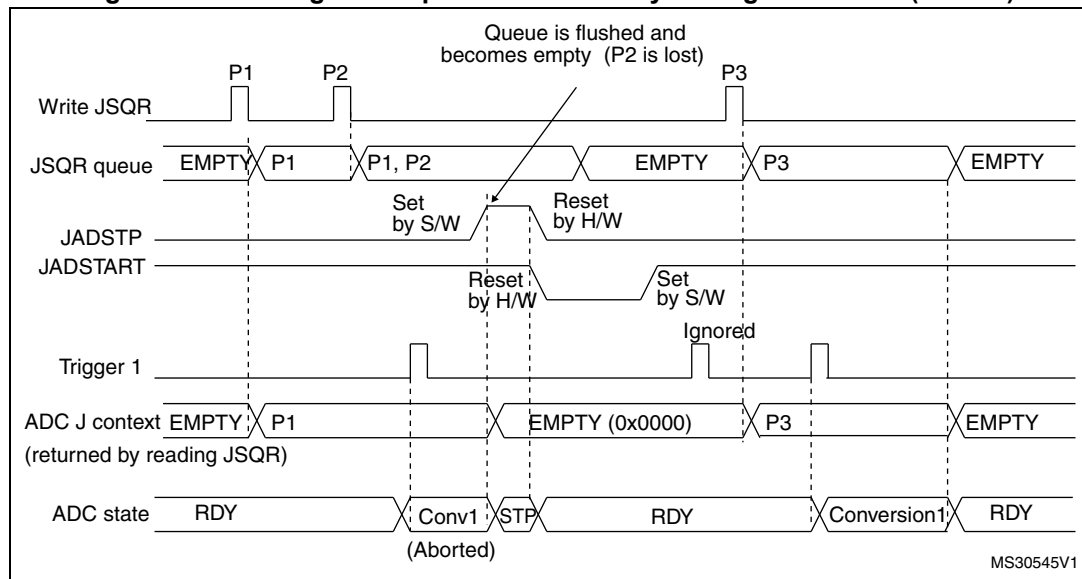 Queue is flushed and
becomes empty (P2 is lost)
P1 P2 P3
Write JSQR
JSQR queue EMPTY P1 P1, P2 EMPTY P3 EMPTY
Set
by S/W
Reset
by H/W
JADSTP
JADSTART
Reset
by H/W
Set
by S/W
Ignored
Trigger 1
ADC J context EMPTY P1 EMPTY (0x0000) P3 EMPTY
(returned by reading JSQR)
ADC state RDY Conv1 STP RDY Conversion1 RDY
(Aborted)
MS30545V1